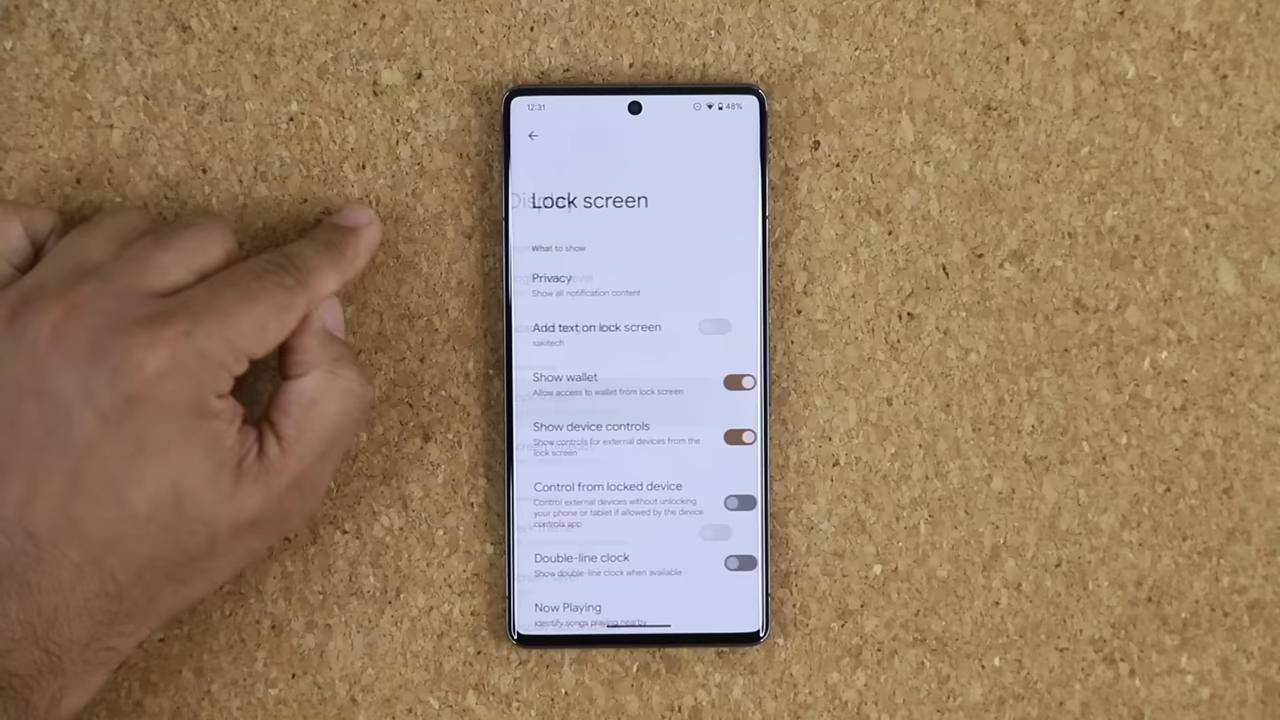 12:31
48%
Lock screen
What to show
Privacy
Show all notification content
Add text on lock screen
sakitech
Show wallet
Allow access to wallet from lock screen
Show device controls
Show controls for external devices from the
lock screen
Control from locked device
Control external devices without unlocking
your phone or tablet if allowed by the device
controls app
Double-line clock
Show double-line clock when available
Now Playing
Identify songs playing nearby